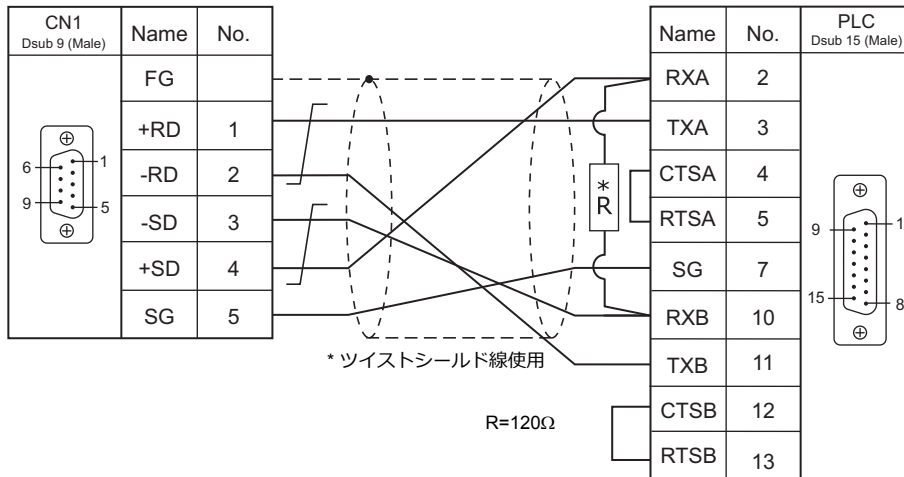 CN1
Dsub 9 (Male)
Name No.
FG
+RD 1
-RD 2
-SD 3
+SD 4
SG 5
6 1
9 5
* ツイストシールド線使用
R=120Ω
* R
Name No.
PLC
Dsub 15 (Male)
RXA 2
TXA 3
CTSA 4
RTSA 5
SG 7
RXB 10
TXB 11
CTSB 12
RTSB 13
9 1
15 8